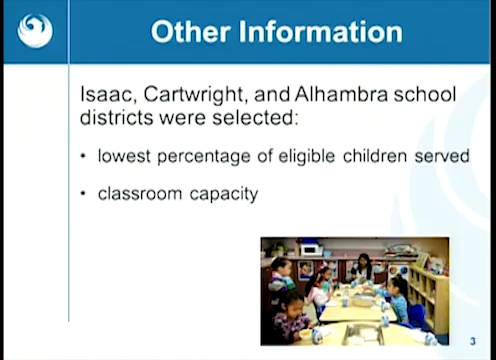 Other Information
Isaac, Cartwright, and Alhambra school
districts were selected:
• lowest percentage of eligible children served
• classroom capacity
3